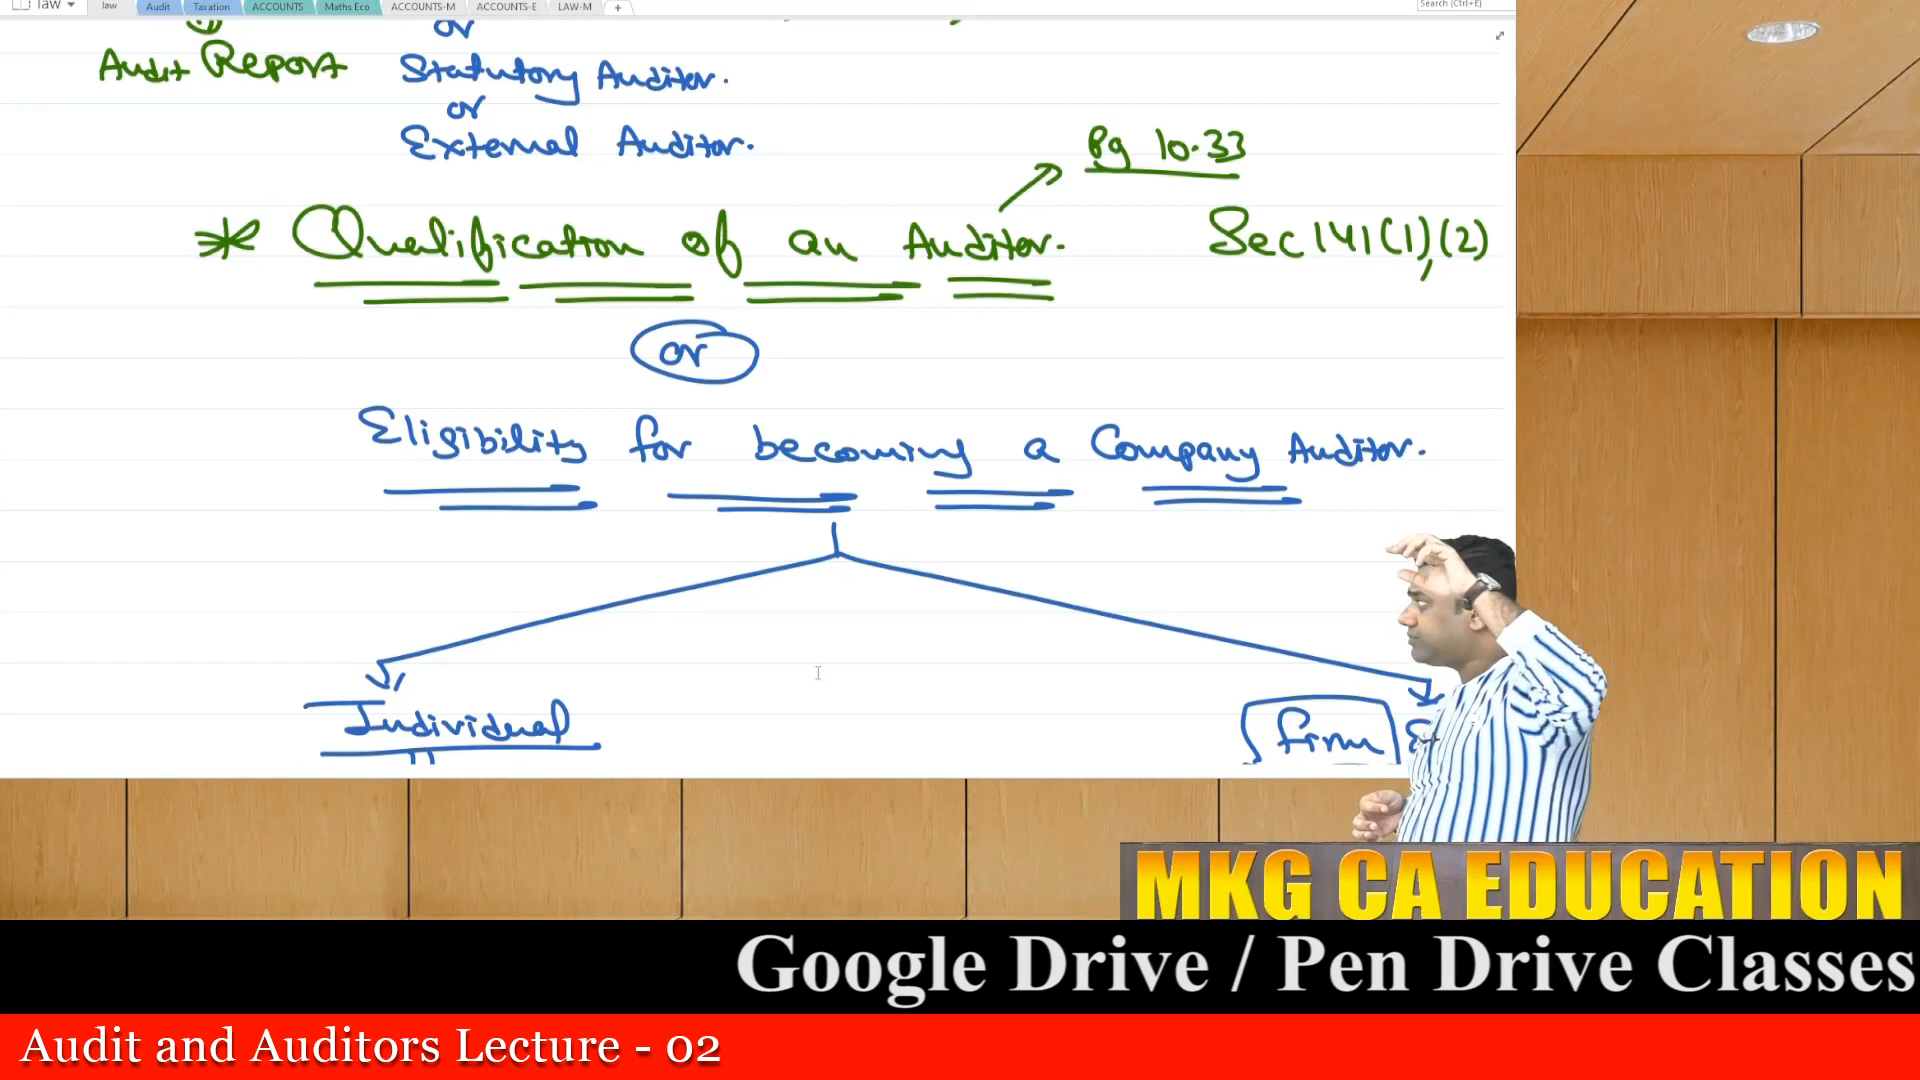 law
law Audit Taxation ACCOUNTS Maths Eco ACCOUNTS-M ACCOUNTS-E LAW-M +
Search (Ctrl+E)
or
Audit Report
Statutory Auditor.
or
External Auditor.
Pg 10.33
* Qualification of an Auditor.
Sec 141(1),(2)
or
Eligibility for becoming a Company Auditor.
Individual
firm
MKG CA EDUCATION
Google Drive / Pen Drive Classes
Audit and Auditors Lecture - 02